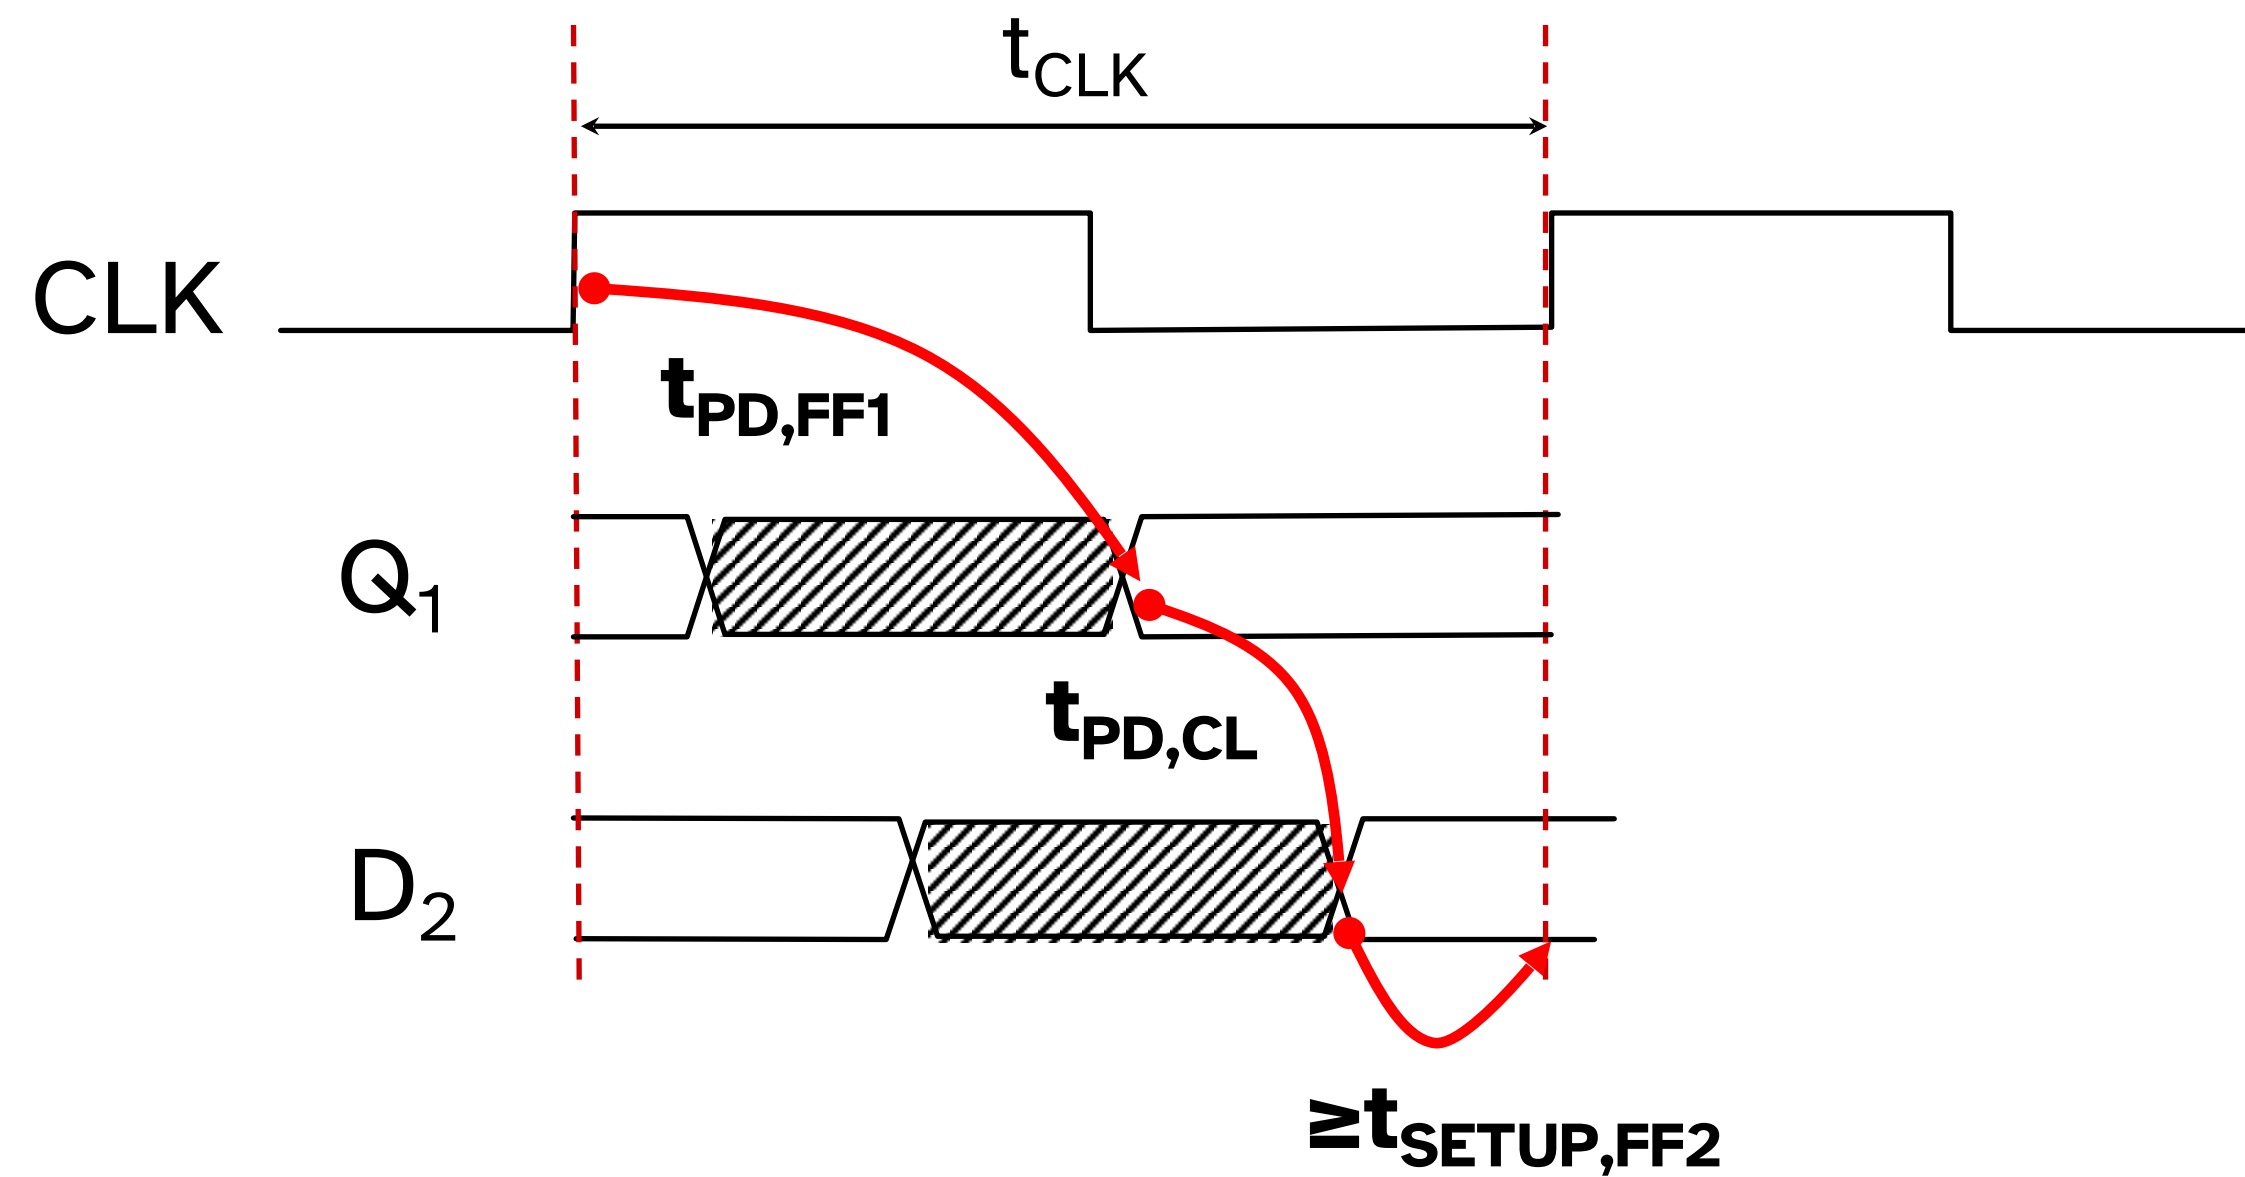 tCLK
CLK
tPD,FF1
Q1
tPD,CL
D2
≥tSETUP,FF2